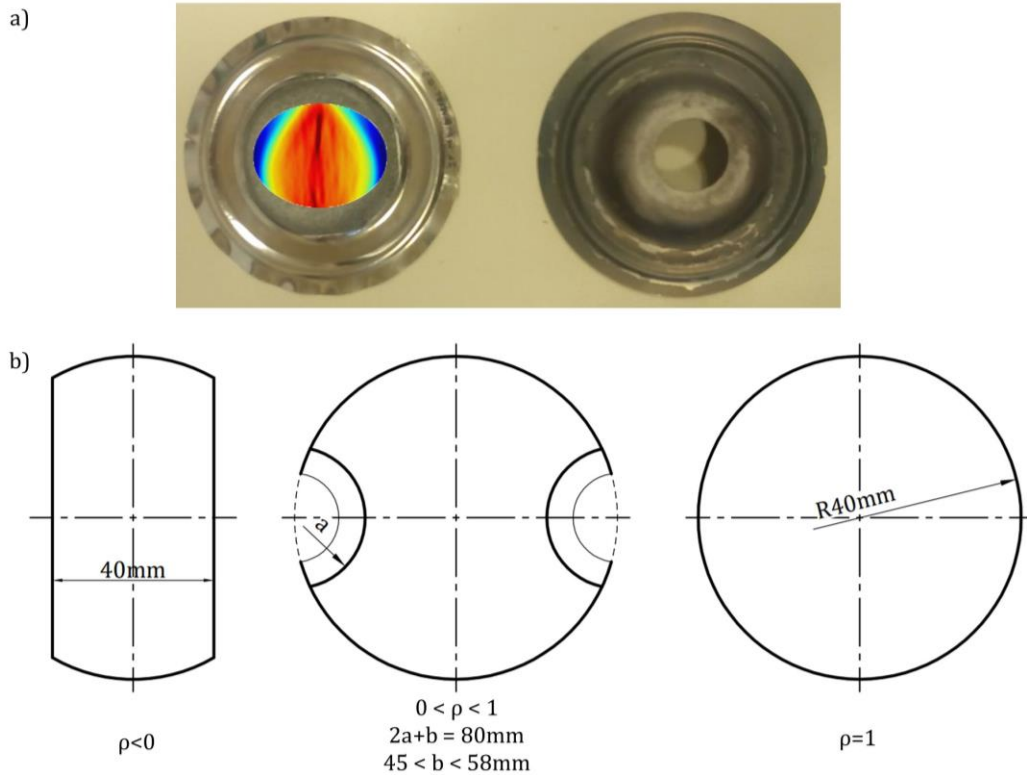 a)
b)
40mm
a
R40mm
ρ<0
0 < ρ < 1
2a+b = 80mm
45 < b < 58mm
ρ=1